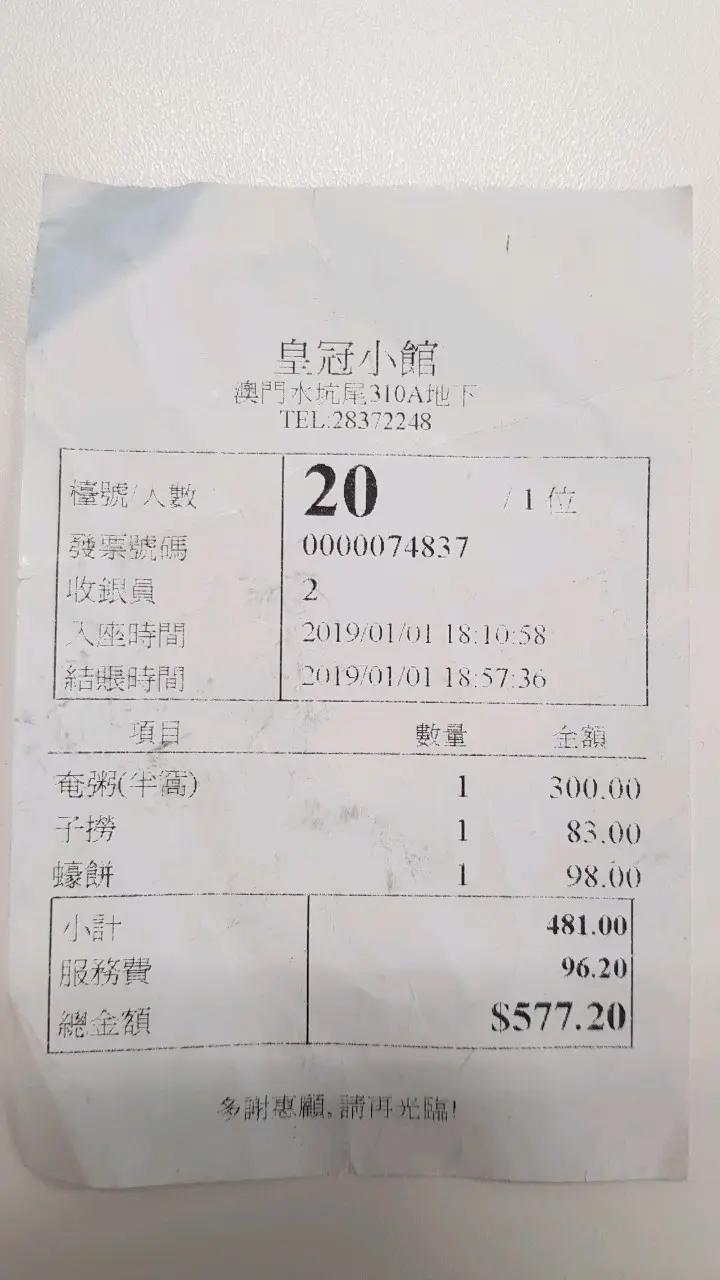 皇冠小館
澳門水坑尾310A地下
TEL:28372248
檯號/人數 20 / 1 位
發票號碼 0000074837
收銀員 2
入座時間 2019/01/01 18:10:58
結賬時間 2019/01/01 18:57:36
項目 數量 金額
奄粥(半窩) 1 300.00
子撈 1 83.00
蠔餅 1 98.00
小計 481.00
服務費 96.20
總金額 $577.20
多謝惠顧,請再光臨!